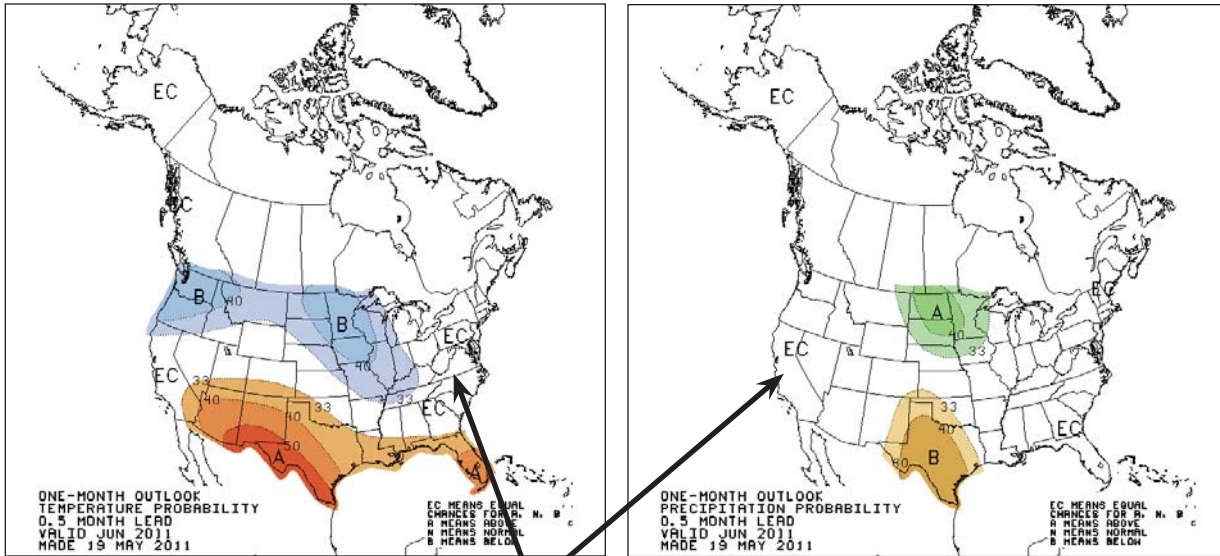 EC
EC
B
40
B
EC
40
EC
33
33
EC
40
40
33
50
A
A
ONE-MONTH OUTLOOK
TEMPERATURE PROBABILITY
0.5 MONTH LEAD
VALID JUN 2011
MADE 19 MAY 2011
EC MEANS EQUAL
CHANCES FOR A, N, B
A MEANS ABOVE
N MEANS NORMAL
B MEANS BELOW
EC
EC
A
40
EC
33
33
40
EC
40
B
ONE-MONTH OUTLOOK
PRECIPITATION PROBABILITY
0.5 MONTH LEAD
VALID JUN 2011
MADE 19 MAY 2011
EC MEANS EQUAL
CHANCES FOR A, N, B
A MEANS ABOVE
N MEANS NORMAL
B MEANS BELOW